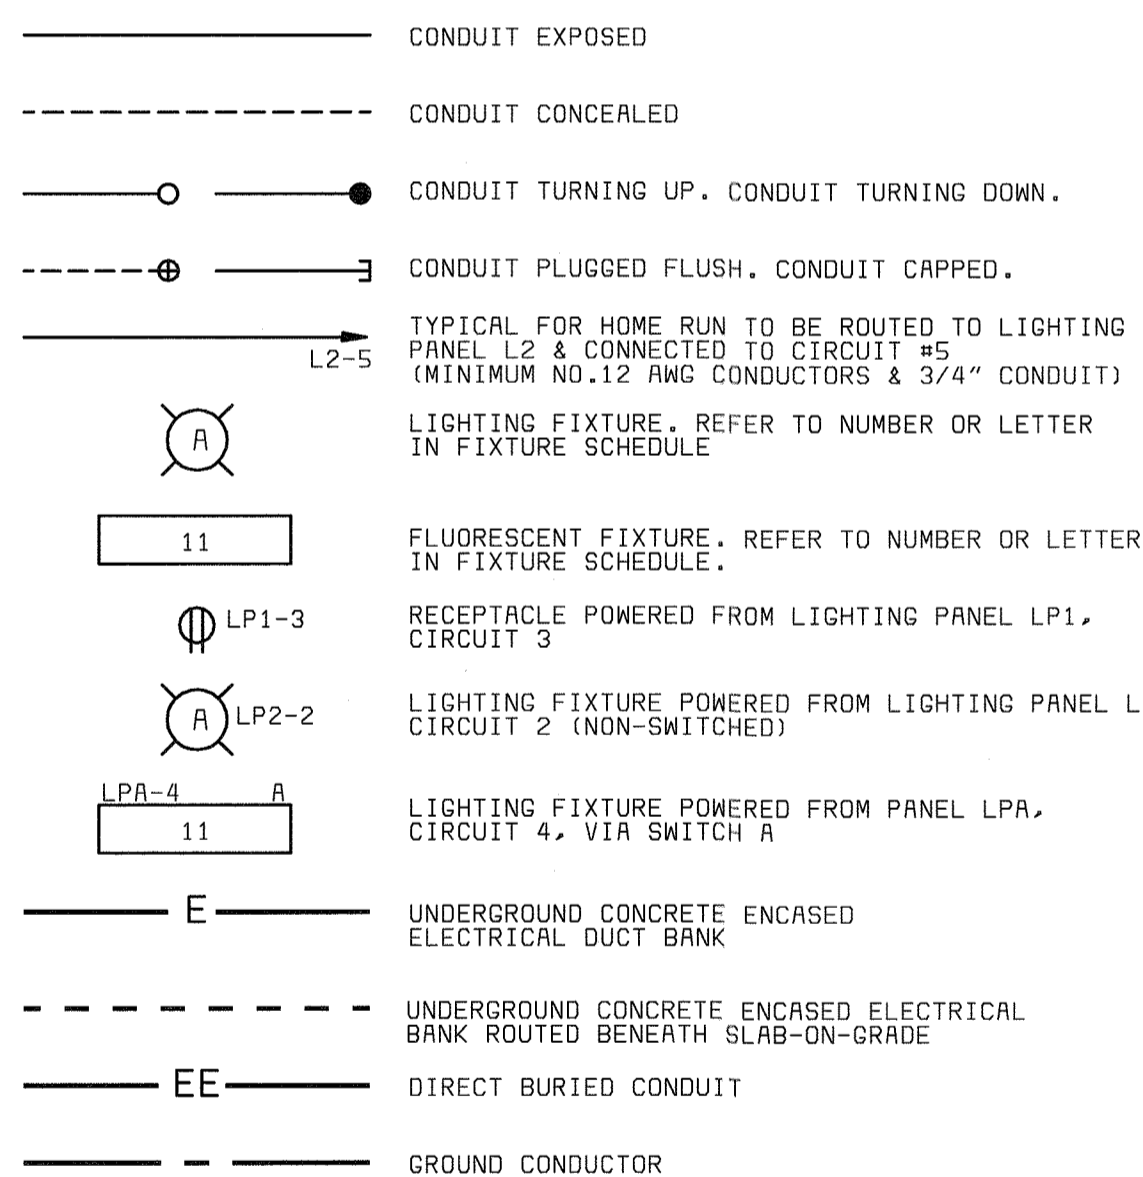 CONDUIT EXPOSED
CONDUIT CONCEALED
CONDUIT TURNING UP. CONDUIT TURNING DOWN.
CONDUIT PLUGGED FLUSH. CONDUIT CAPPED.
L2-5
TYPICAL FOR HOME RUN TO BE ROUTED TO LIGHTING
PANEL L2 & CONNECTED TO CIRCUIT #5
(MINIMUM NO.12 AWG CONDUCTORS & 3/4" CONDUIT)
A
LIGHTING FIXTURE. REFER TO NUMBER OR LETTER
IN FIXTURE SCHEDULE
11
FLUORESCENT FIXTURE. REFER TO NUMBER OR LETTER
IN FIXTURE SCHEDULE.
LP1-3
RECEPTACLE POWERED FROM LIGHTING PANEL LP1,
CIRCUIT 3
A LP2-2
LIGHTING FIXTURE POWERED FROM LIGHTING PANEL L
CIRCUIT 2 (NON-SWITCHED)
LPA-4 A
11
LIGHTING FIXTURE POWERED FROM PANEL LPA,
CIRCUIT 4, VIA SWITCH A
E
UNDERGROUND CONCRETE ENCASED
ELECTRICAL DUCT BANK
UNDERGROUND CONCRETE ENCASED ELECTRICAL
BANK ROUTED BENEATH SLAB-ON-GRADE
EE
DIRECT BURIED CONDUIT
GROUND CONDUCTOR